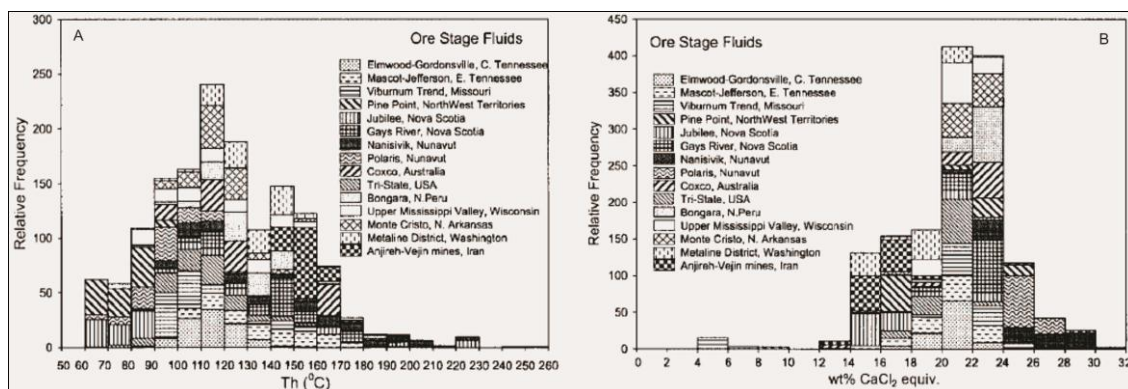 A
Ore Stage Fluids
Elmwood-Gordonsville, C. Tennessee
Mascot-Jefferson, E. Tennessee
Viburnum Trend, Missouri
Pine Point, NorthWest Territories
Jubilee, Nova Scotia
Gays River, Nova Scotia
Nanisivik, Nunavut
Polaris, Nunavut
Coxco, Australia
Tri-State, USA
Bongara, N.Peru
Upper Mississippi Valley, Wisconsin
Monte Cristo, N. Arkansas
Metaline District, Washington
Anjireh-Vejin mines, Iran
Relative Frequency
300
250
200
150
100
50
0
50 60 70 80 90 100 110 120 130 140 150 160 170 180 190 200 210 220 230 240 250 260
Th (°C)
B
Ore Stage Fluids
Elmwood-Gordonsville, C. Tennessee
Mascot-Jefferson, E. Tennessee
Viburnum Trend, Missouri
Pine Point, NorthWest Territories
Jubilee, Nova Scotia
Gays River, Nova Scotia
Nanisivik, Nunavut
Polaris, Nunavut
Coxco, Australia
Tri-State, USA
Bongara, N.Peru
Upper Mississippi Valley, Wisconsin
Monte Cristo, N. Arkansas
Metaline District, Washington
Anjireh-Vejin mines, Iran
Relative Frequency
450
400
350
300
250
200
150
100
50
0
0 2 4 6 8 10 12 14 16 18 20 22 24 26 28 30 32
wt% CaCl₂ equiv.